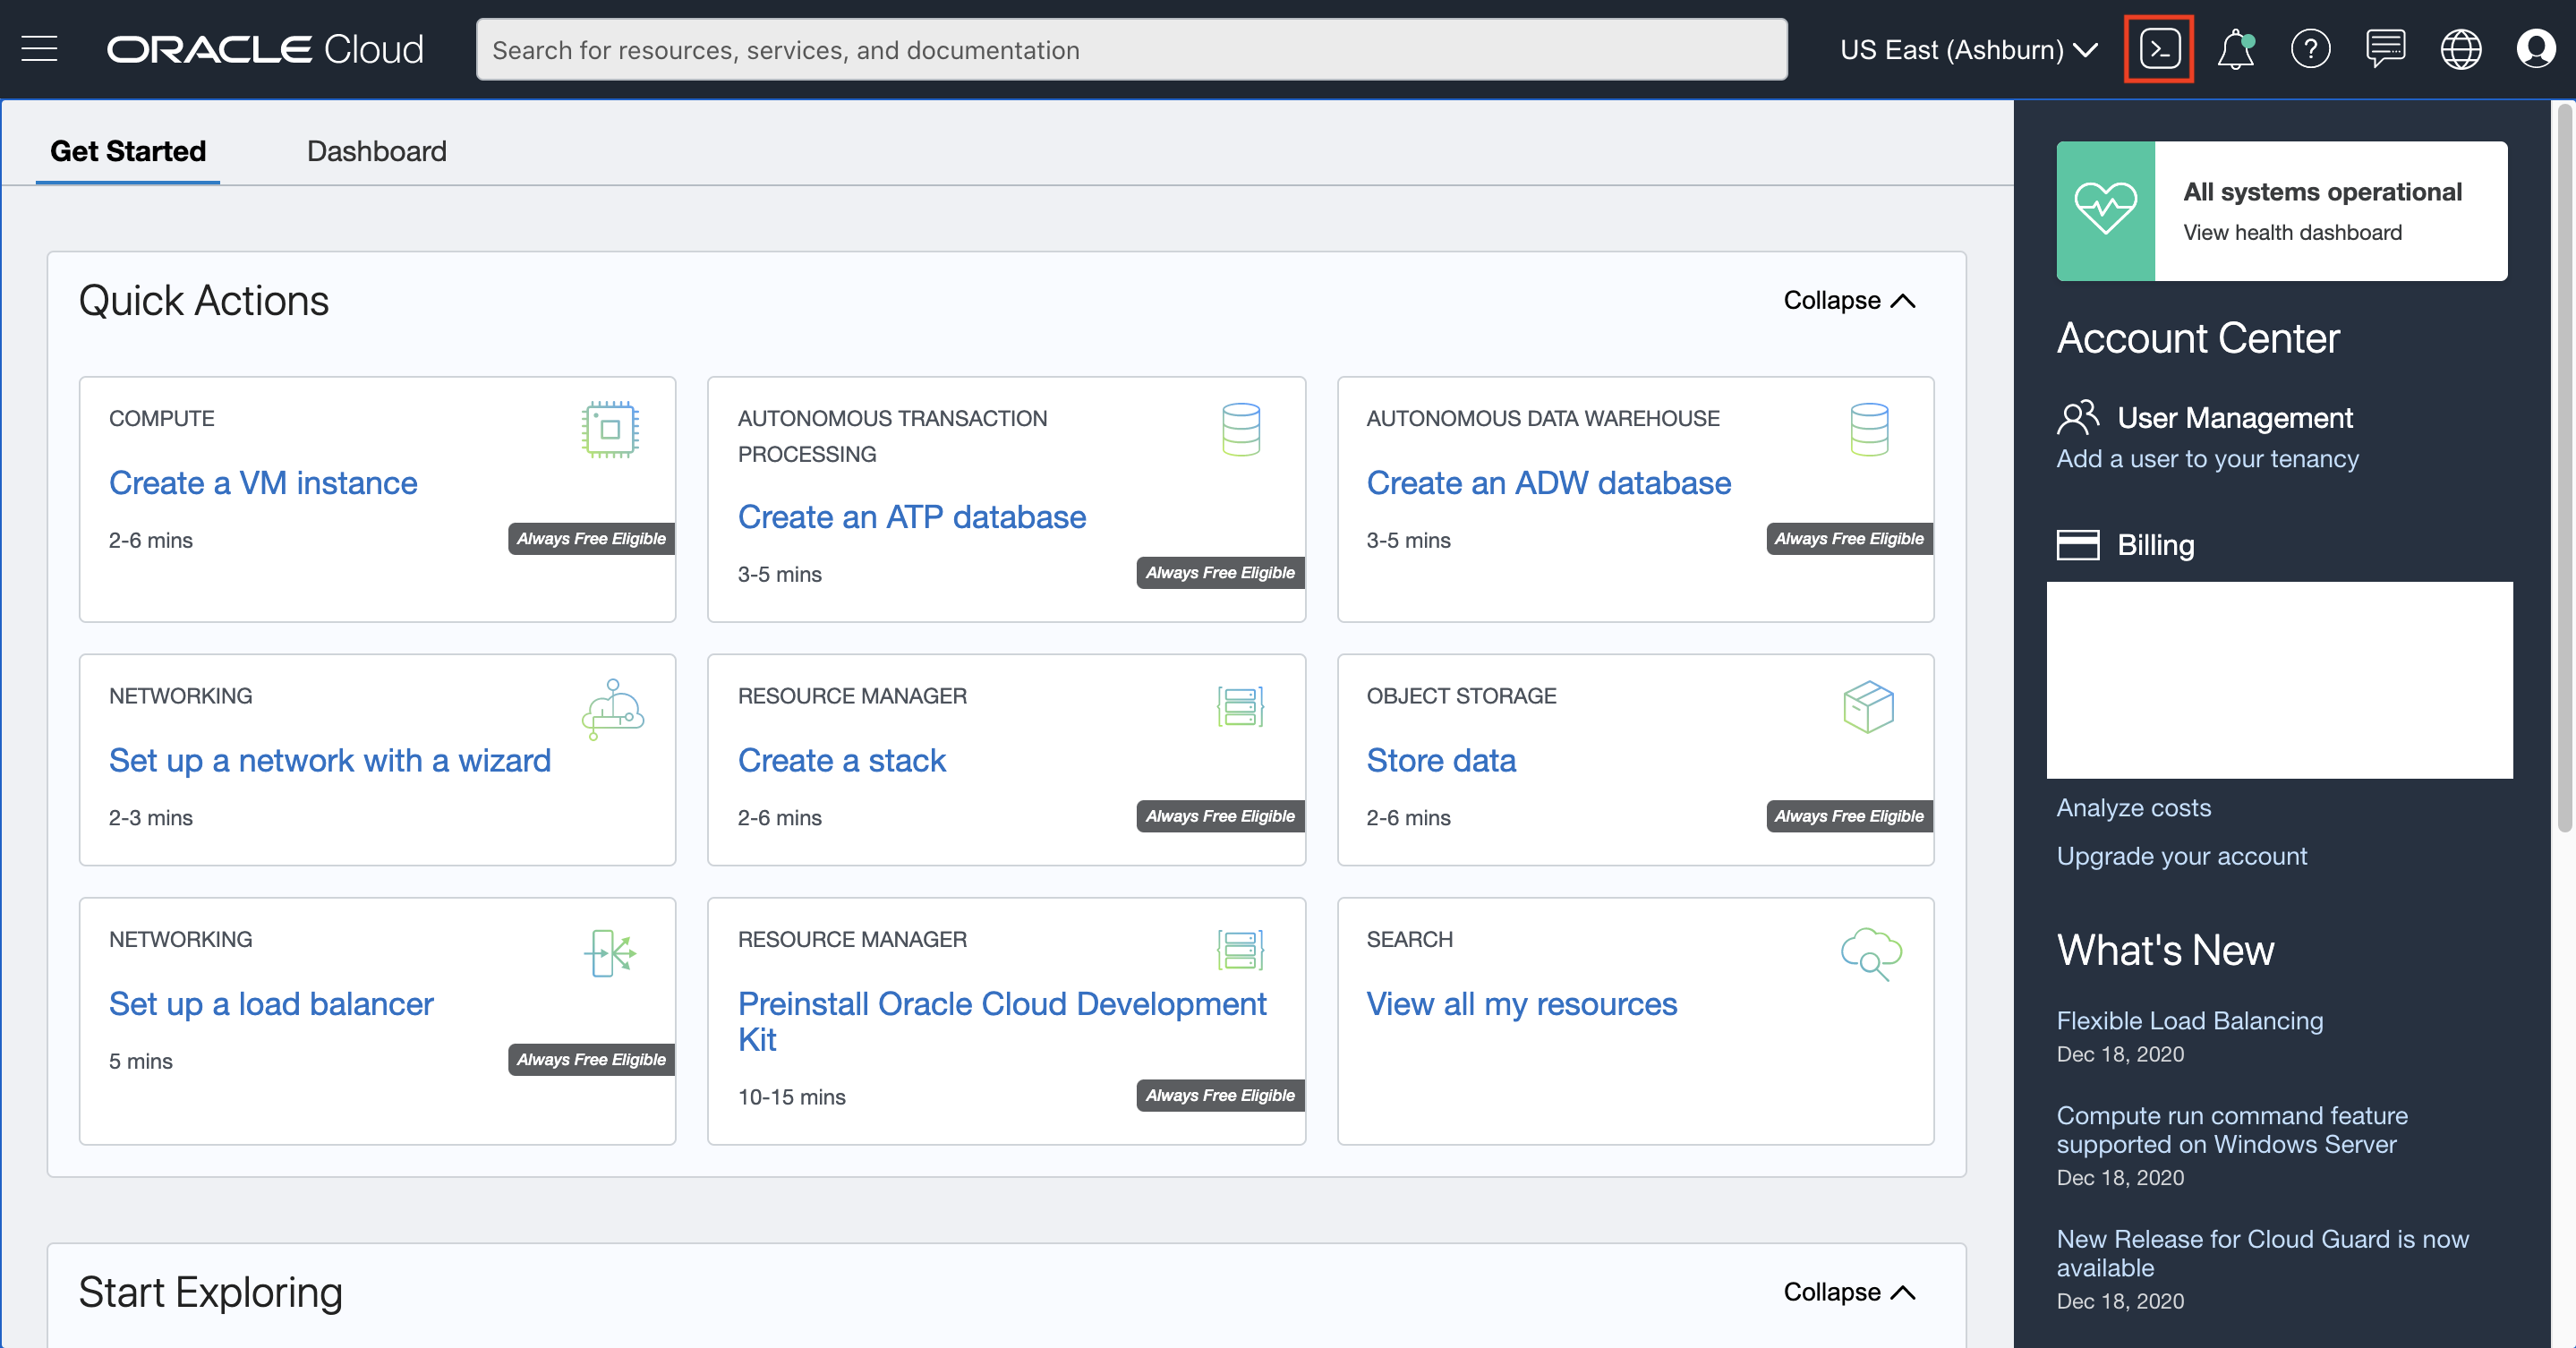 ORACLE Cloud
Search for resources, services, and documentation
US East (Ashburn)
Get Started
Dashboard
Quick Actions
Collapse
COMPUTE
Create a VM instance
2-6 mins
Always Free Eligible
AUTONOMOUS TRANSACTION
PROCESSING
Create an ATP database
3-5 mins
Always Free Eligible
AUTONOMOUS DATA WAREHOUSE
Create an ADW database
3-5 mins
Always Free Eligible
NETWORKING
Set up a network with a wizard
2-3 mins
RESOURCE MANAGER
Create a stack
2-6 mins
Always Free Eligible
OBJECT STORAGE
Store data
2-6 mins
Always Free Eligible
NETWORKING
Set up a load balancer
5 mins
Always Free Eligible
RESOURCE MANAGER
Preinstall Oracle Cloud Development
Kit
10-15 mins
Always Free Eligible
SEARCH
View all my resources
Start Exploring
Collapse
All systems operational
View health dashboard
Account Center
User Management
Add a user to your tenancy
Billing
Analyze costs
Upgrade your account
What's New
Flexible Load Balancing
Dec 18, 2020
Compute run command feature
supported on Windows Server
Dec 18, 2020
New Release for Cloud Guard is now
available
Dec 18, 2020